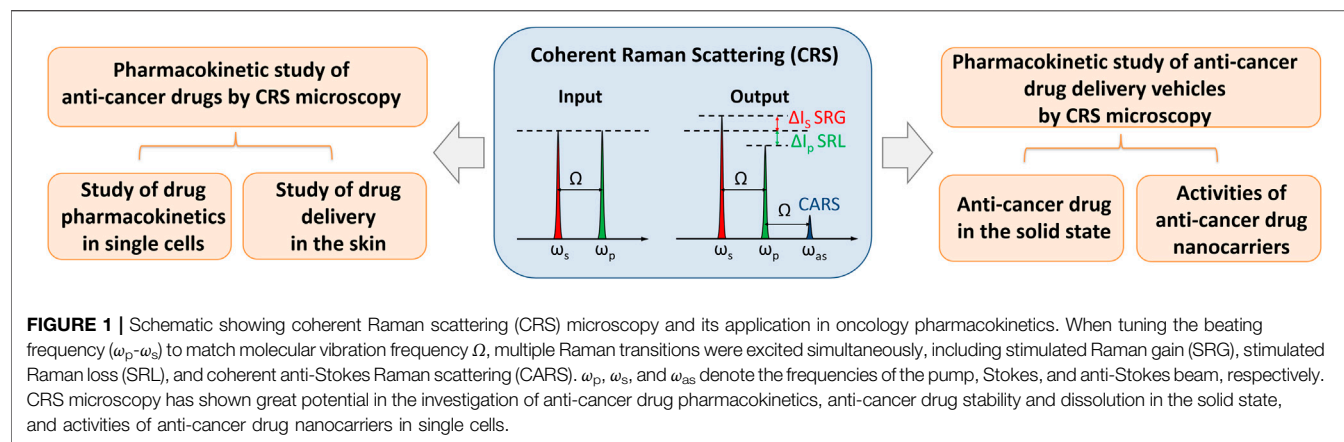 Pharmacokinetic study of
anti-cancer drugs by CRS microscopy
Study of drug
pharmacokinetics
in single cells
Study of drug
delivery
in the skin
Coherent Raman Scattering (CRS)
Input
Ω
ωs ωp
Output
ΔIs SRG
ΔIp SRL
Ω
Ω
CARS
ωs ωp ωas
Pharmacokinetic study of anti-cancer
drug delivery vehicles
by CRS microscopy
Anti-cancer drug
in the solid state
Activities of
anti-cancer drug
nanocarriers
FIGURE 1 | Schematic showing coherent Raman scattering (CRS) microscopy and its application in oncology pharmacokinetics. When tuning the beating
frequency (ωp-ωs) to match molecular vibration frequency Ω, multiple Raman transitions were excited simultaneously, including stimulated Raman gain (SRG), stimulated
Raman loss (SRL), and coherent anti-Stokes Raman scattering (CARS). ωp, ωs, and ωas denote the frequencies of the pump, Stokes, and anti-Stokes beam, respectively.
CRS microscopy has shown great potential in the investigation of anti-cancer drug pharmacokinetics, anti-cancer drug stability and dissolution in the solid state,
and activities of anti-cancer drug nanocarriers in single cells.